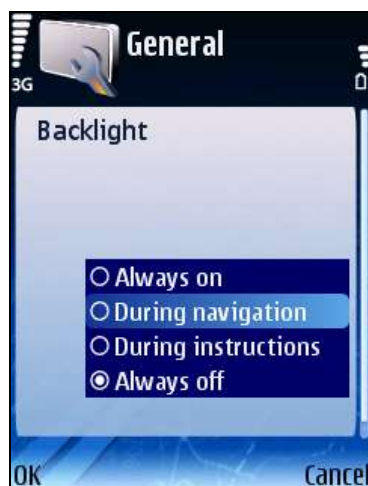 General
3G
Backlight
Always on
During navigation
During instructions
Always off
OK Cancel